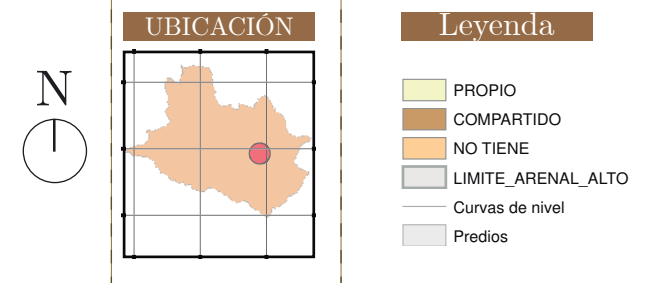 UBICACIÓN
Leyenda
N
PROPIO
COMPARTIDO
NO TIENE
LIMITE_ARENAL_ALTO
Curvas de nivel
Predios